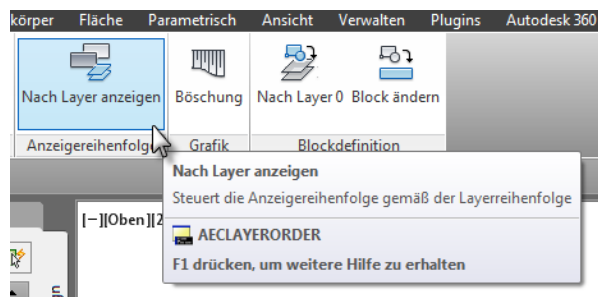 körper Fläche Parametrisch Ansicht Verwalten Plugins Autodesk 360
Nach Layer anzeigen Böschung Nach Layer 0 Block ändern
Anzeigereihenfolge Grafik Blockdefinition
Nach Layer anzeigen
Steuert die Anzeigereihenfolge gemäß der Layerreihenfolge
[−][Oben][2
AECLAYERORDER
F1 drücken, um weitere Hilfe zu erhalten